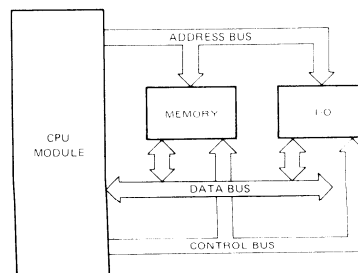 ADDRESS BUS
MEMORY
I/O
CPU
MODULE
DATA BUS
CONTROL BUS